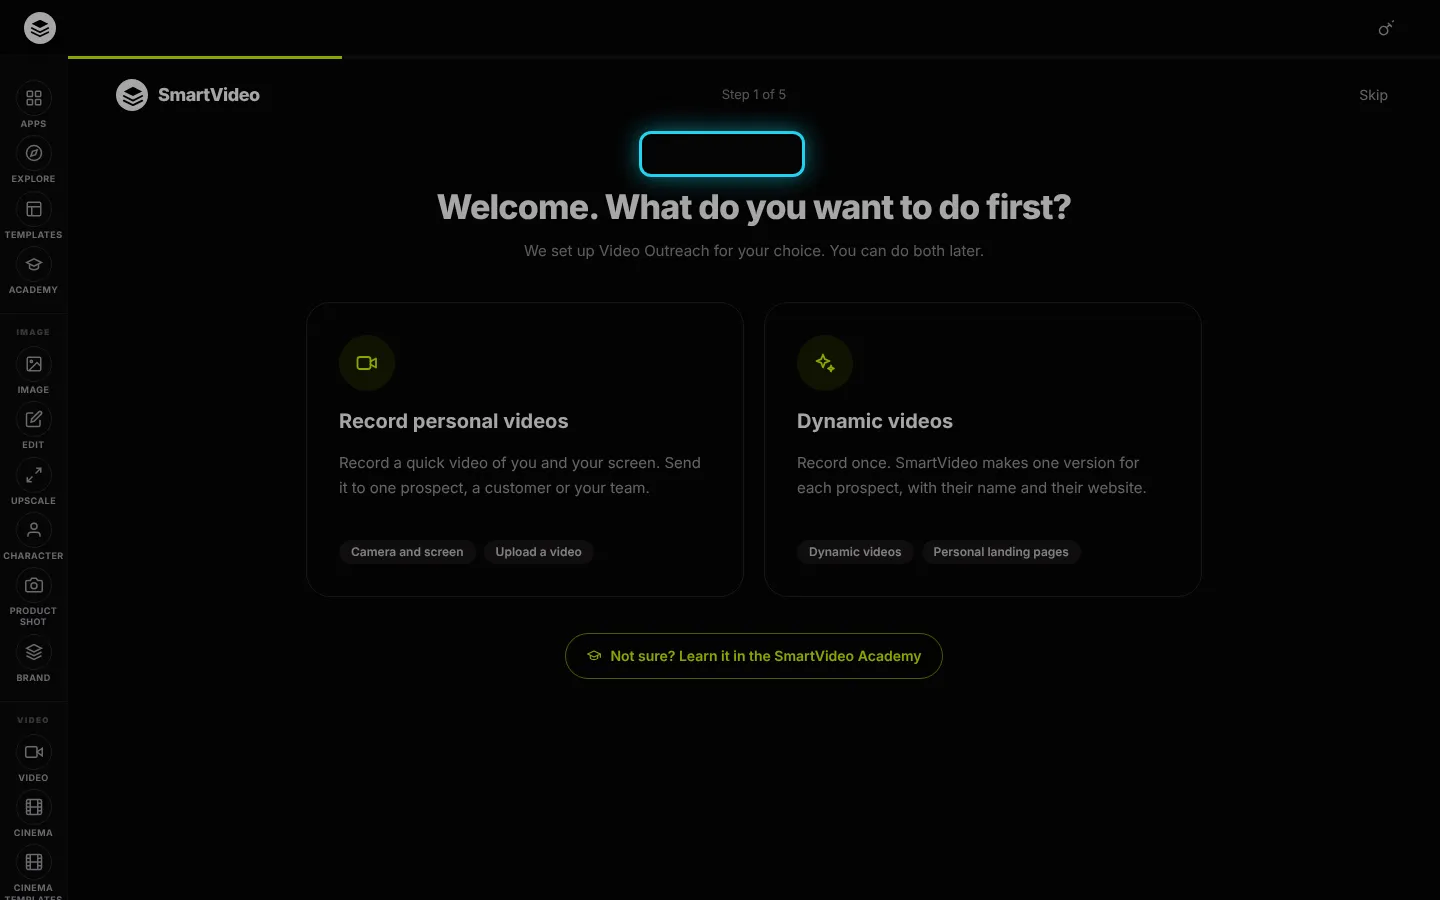 SmartVideo
Step 1 of 5
Skip
APPS
EXPLORE
TEMPLATES
ACADEMY
IMAGE
IMAGE
EDIT
UPSCALE
CHARACTER
PRODUCT
SHOT
BRAND
VIDEO
VIDEO
CINEMA
CINEMA
TEMPLATES
Welcome. What do you want to do first?
We set up Video Outreach for your choice. You can do both later.
Record personal videos
Record a quick video of you and your screen. Send
it to one prospect, a customer or your team.
Camera and screen
Upload a video
Dynamic videos
Record once. SmartVideo makes one version for
each prospect, with their name and their website.
Dynamic videos
Personal landing pages
Not sure? Learn it in the SmartVideo Academy